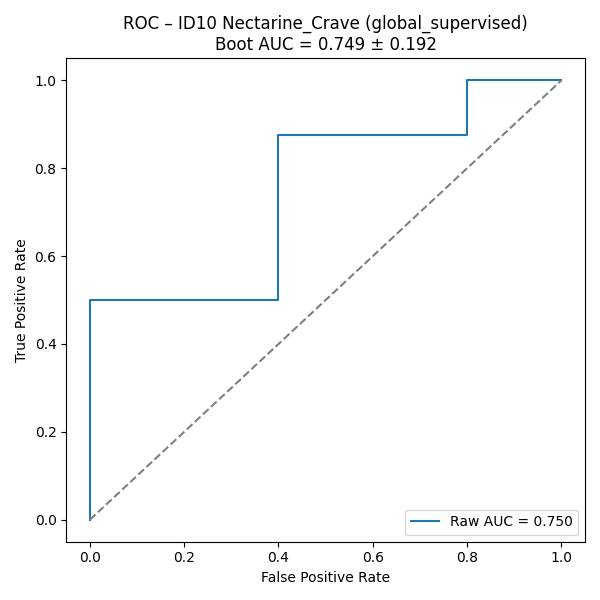 ROC – ID10 Nectarine_Crave (global_supervised)
Boot AUC = 0.749 ± 0.192
1.0
0.8
0.6
0.4
0.2
0.0
True Positive Rate
Raw AUC = 0.750
0.0 0.2 0.4 0.6 0.8 1.0
False Positive Rate